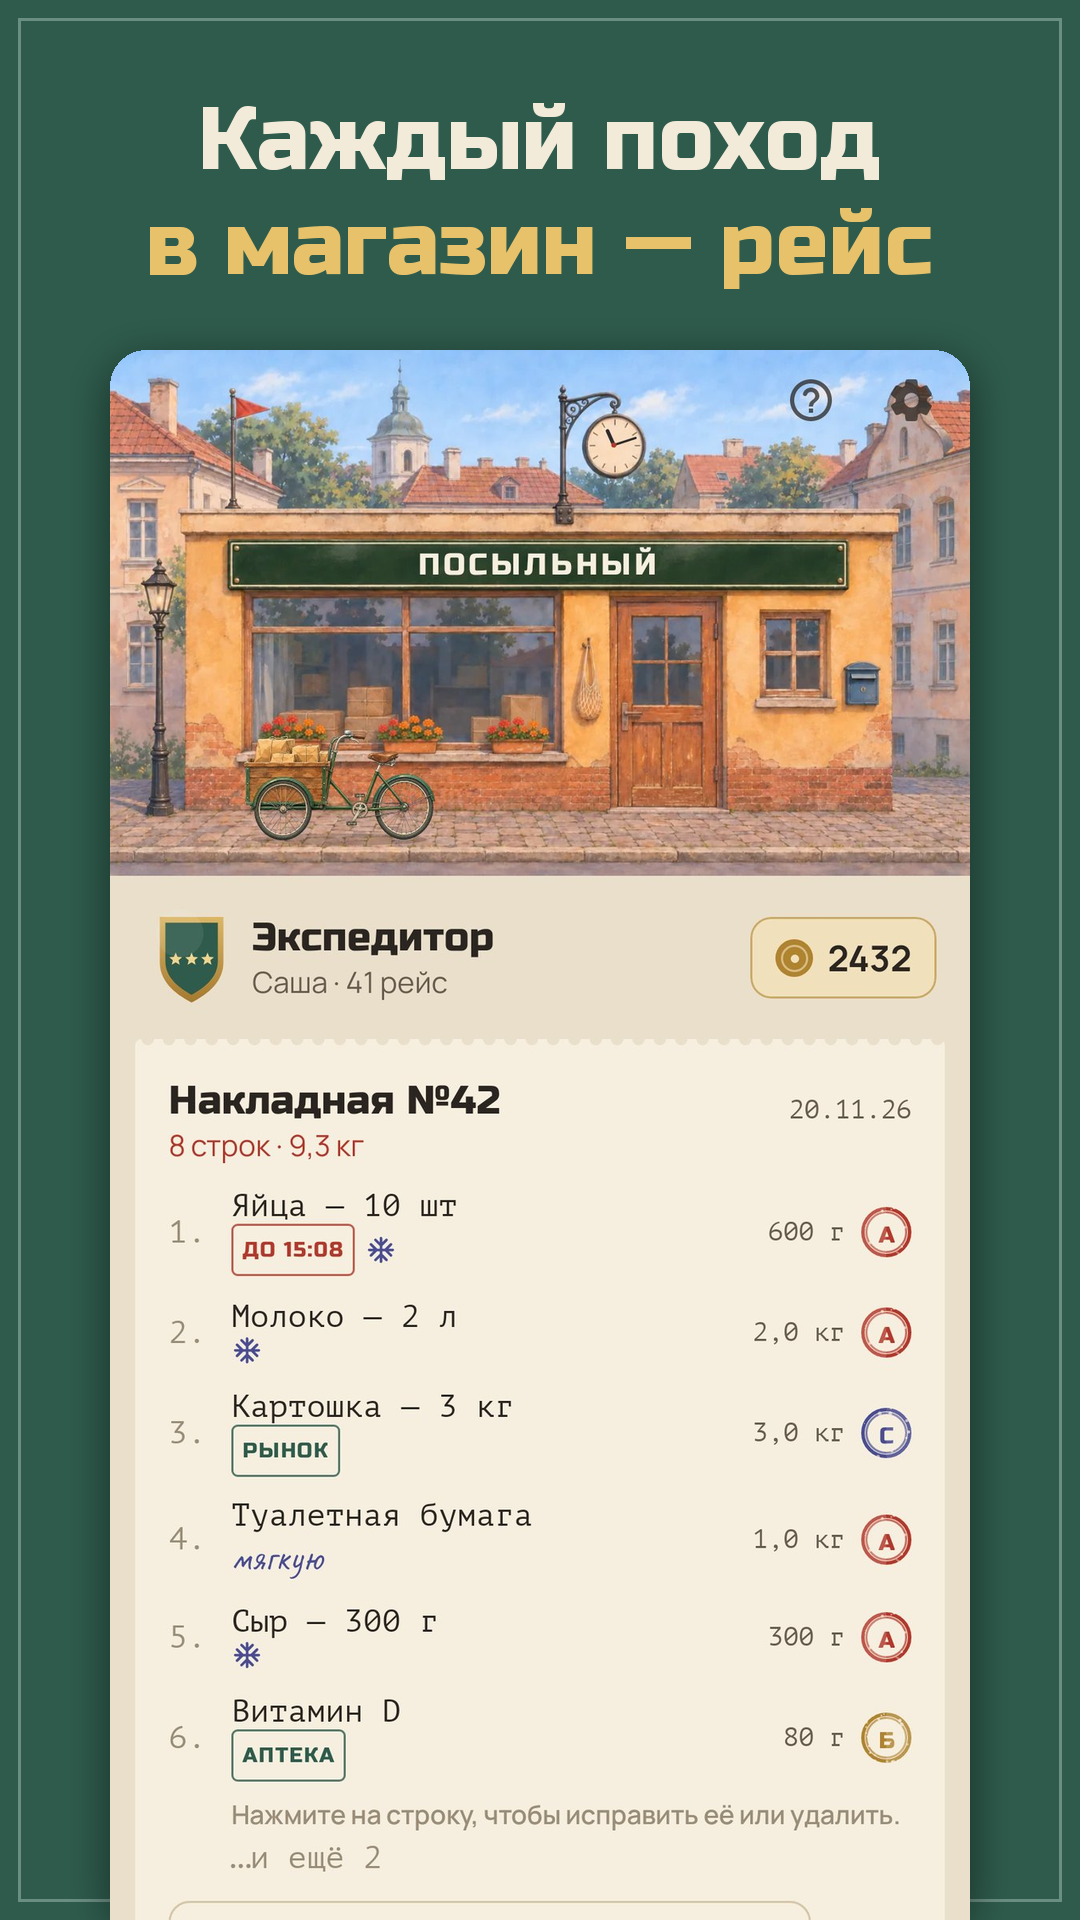 Каждый поход
в магазин — рейс
ПОСЫЛЬНЫЙ
Экспедитор
Саша · 41 рейс
2432
Накладная №42
20.11.26
8 строк · 9,3 кг
1. Яйца — 10 шт 600 г А
ДО 15:08
2. Молоко — 2 л 2,0 кг А
3. Картошка — 3 кг 3,0 кг С
РЫНОК
4. Туалетная бумага 1,0 кг А
мягкую
5. Сыр — 300 г 300 г А
6. Витамин D 80 г Б
АПТЕКА
Нажмите на строку, чтобы исправить её или удалить.
…и ещё 2